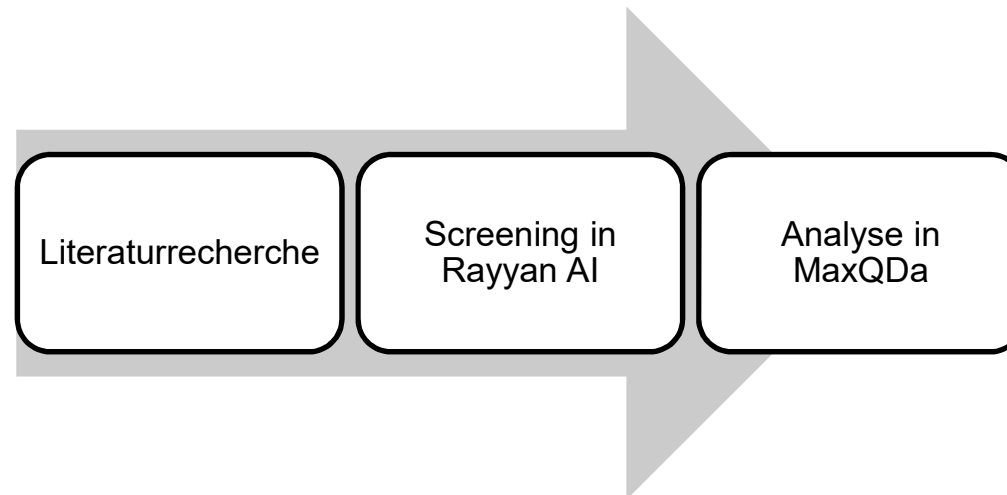 Literaturrecherche
Screening in
Rayyan AI
Analyse in
MaxQDa